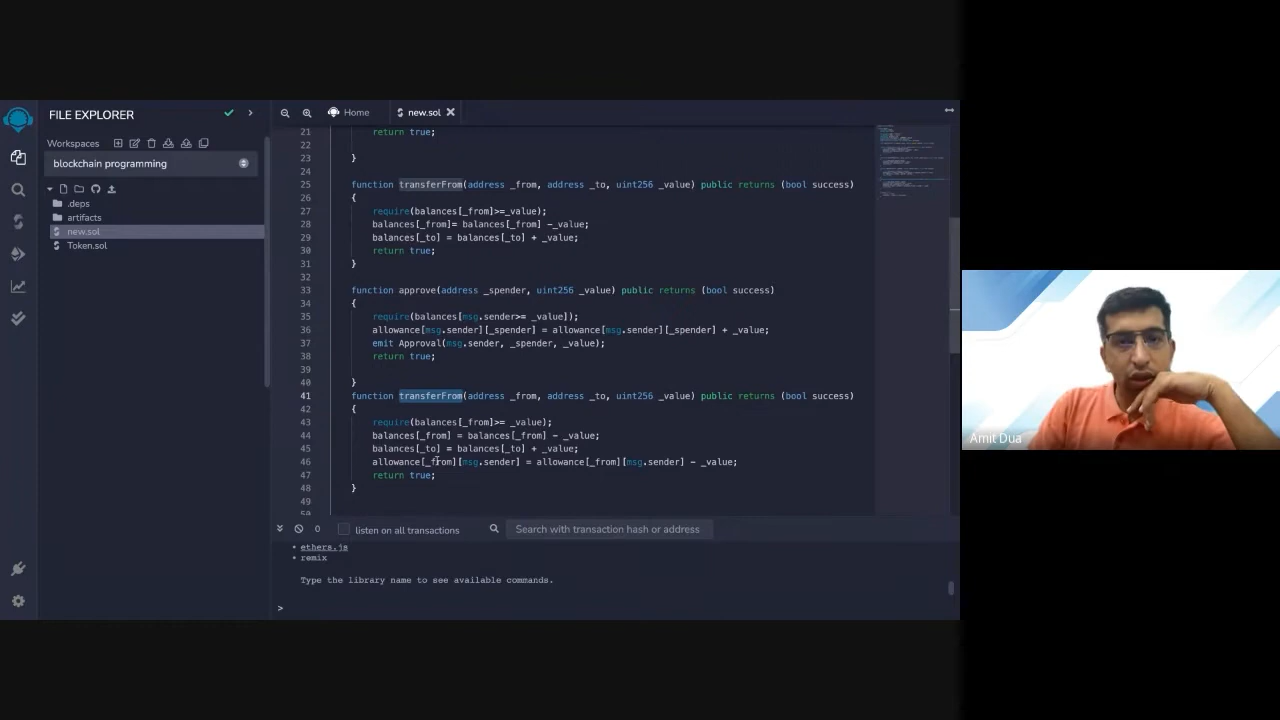 FILE EXPLORER
Home
new.sol
Workspaces
blockchain programming
.deps
artifacts
new.sol
Token.sol
21 return true;
22
23 }
24
25 function transferFrom(address _from, address _to, uint256 _value) public returns (bool success)
26 {
27 require(balances[_from]>=_value);
28 balances[_from]= balances[_from] -_value;
29 balances[_to] = balances[_to] + _value;
30 return true;
31 }
32
33 function approve(address _spender, uint256 _value) public returns (bool success)
34 {
35 require(balances[msg.sender>= _value]);
36 allowance[msg.sender][_spender] = allowance[msg.sender][_spender] + _value;
37 emit Approval(msg.sender, _spender, _value);
38 return true;
39
40 }
41 function transferFrom(address _from, address _to, uint256 _value) public returns (bool success)
42 {
43 require(balances[_from]>= _value);
44 balances[_from] = balances[_from] - _value;
45 balances[_to] = balances[_to] + _value;
46 allowance[_from][msg.sender] = allowance[_from][msg.sender] - _value;
47 return true;
48 }
49
50
0 listen on all transactions Search with transaction hash or address
• ethers.js
• remix
Type the library name to see available commands.
>
Amit Dua